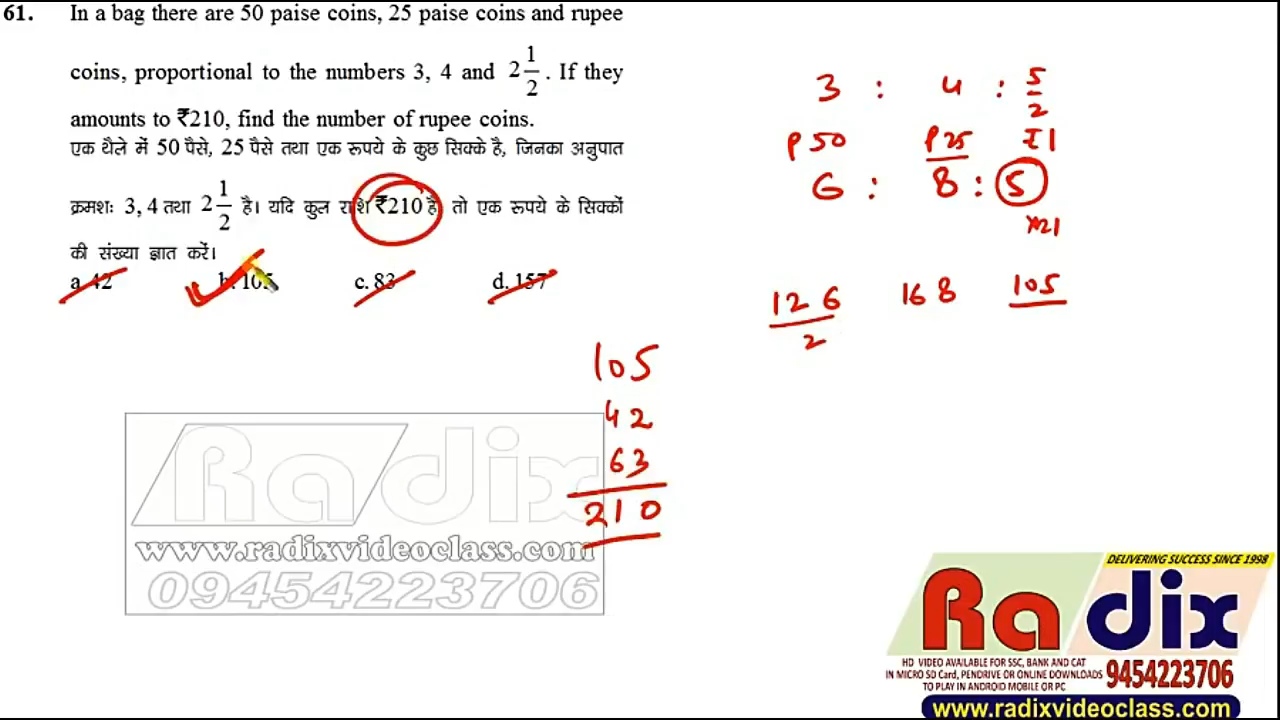 61. In a bag there are 50 paise coins, 25 paise coins and rupee
coins, proportional to the numbers 3, 4 and 2 1/2. If they
amounts to ₹210, find the number of rupee coins.
एक थैले में 50 पैसे, 25 पैसे तथा एक रूपये के कुछ सिक्के है, जिनका अनुपात
क्रमशः 3, 4 तथा 2 1/2 है। यदि कुल राशि ₹210 है, तो एक रूपये के सिक्कों
की संख्या ज्ञात करें।
a. 42 b. 105 c. 83 d. 157
3 : 4 : 5/2
P 50 P 25 ₹1
6 : 8 : 5
×21
126 168 105
2
105
42
63
210
Radix
www.radixvideoclass.com
09454223706
DELIVERING SUCCESS SINCE 1998
Radix
HD VIDEO AVAILABLE FOR SSC, BANK AND CAT
IN MICRO SD Card, PENDRIVE OR ONLINE DOWNLOADS
TO PLAY IN ANDROID MOBILE OR PC
9454223706
www.radixvideoclass.com